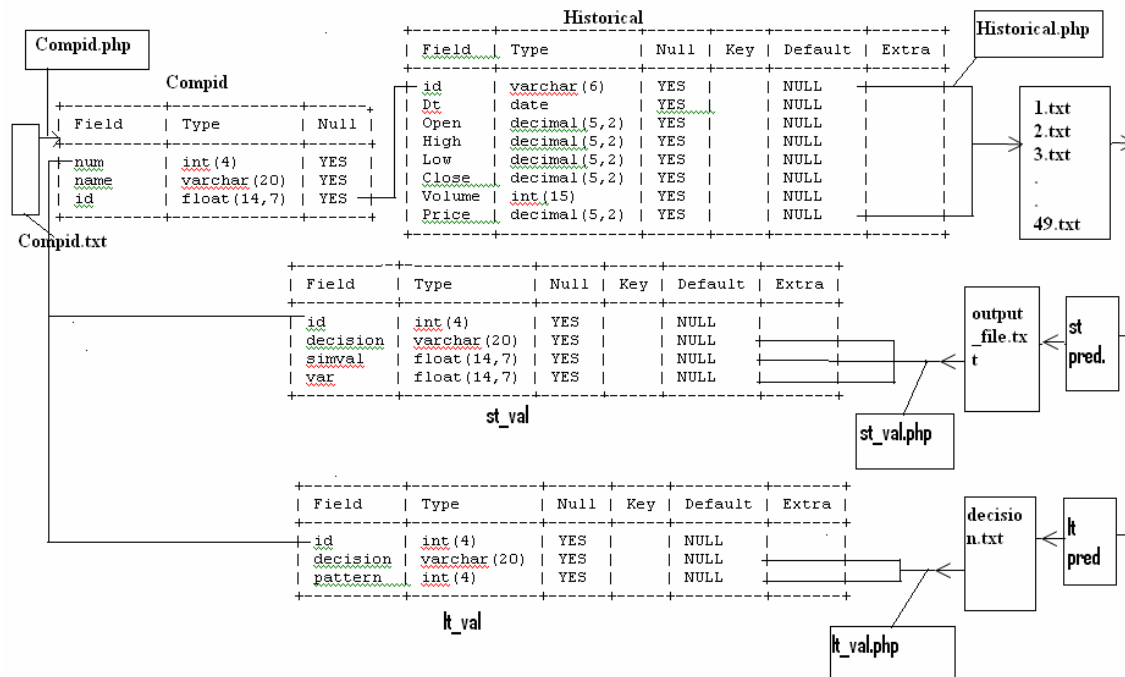 Historical
Compid.php
Historical.php
Compid
| Field | Type | Null |
| num | int(4) | YES |
| name | varchar(20) | YES |
| id | float(14,7) | YES |
Compid.txt
| Field | Type | Null | Key | Default | Extra |
| id | varchar(6) | YES | | NULL |
| Dt | date | YES | | NULL |
| Open | decimal(5,2) | YES | | NULL |
| High | decimal(5,2) | YES | | NULL |
| Low | decimal(5,2) | YES | | NULL |
| Close | decimal(5,2) | YES | | NULL |
| Volume | int(15) | YES | | NULL |
| Price | decimal(5,2) | YES | | NULL |
1.txt
2.txt
3.txt
.
.
49.txt
| Field | Type | Null | Key | Default | Extra |
| id | int(4) | YES | | NULL |
| decision | varchar(20) | YES | | NULL |
| simval | float(14,7) | YES | | NULL |
| var | float(14,7) | YES | | NULL |
st_val
output
_file.tx
t
st
pred.
st_val.php
| Field | Type | Null | Key | Default | Extra |
| id | int(4) | YES | | NULL |
| decision | varchar(20) | YES | | NULL |
| pattern | int(4) | YES | | NULL |
lt_val
decisio
n.txt
lt
pred
lt_val.php